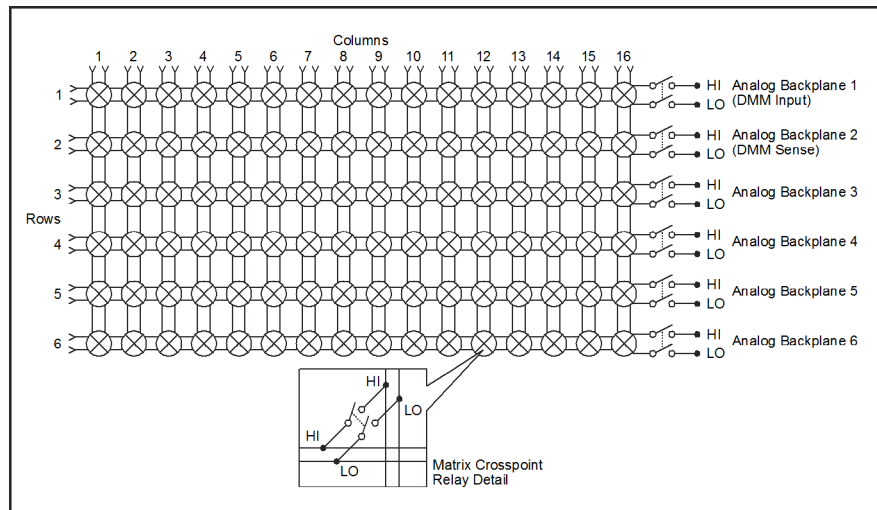 Columns
1 2 3 4 5 6 7 8 9 10 11 12 13 14 15 16
1
HI Analog Backplane 1
LO (DMM Input)
2
HI Analog Backplane 2
LO (DMM Sense)
3
HI
Analog Backplane 3
LO
Rows
4
HI
Analog Backplane 4
LO
5
HI
Analog Backplane 5
LO
6
HI
Analog Backplane 6
LO
HI
LO
HI
LO
Matrix Crosspoint
Relay Detail